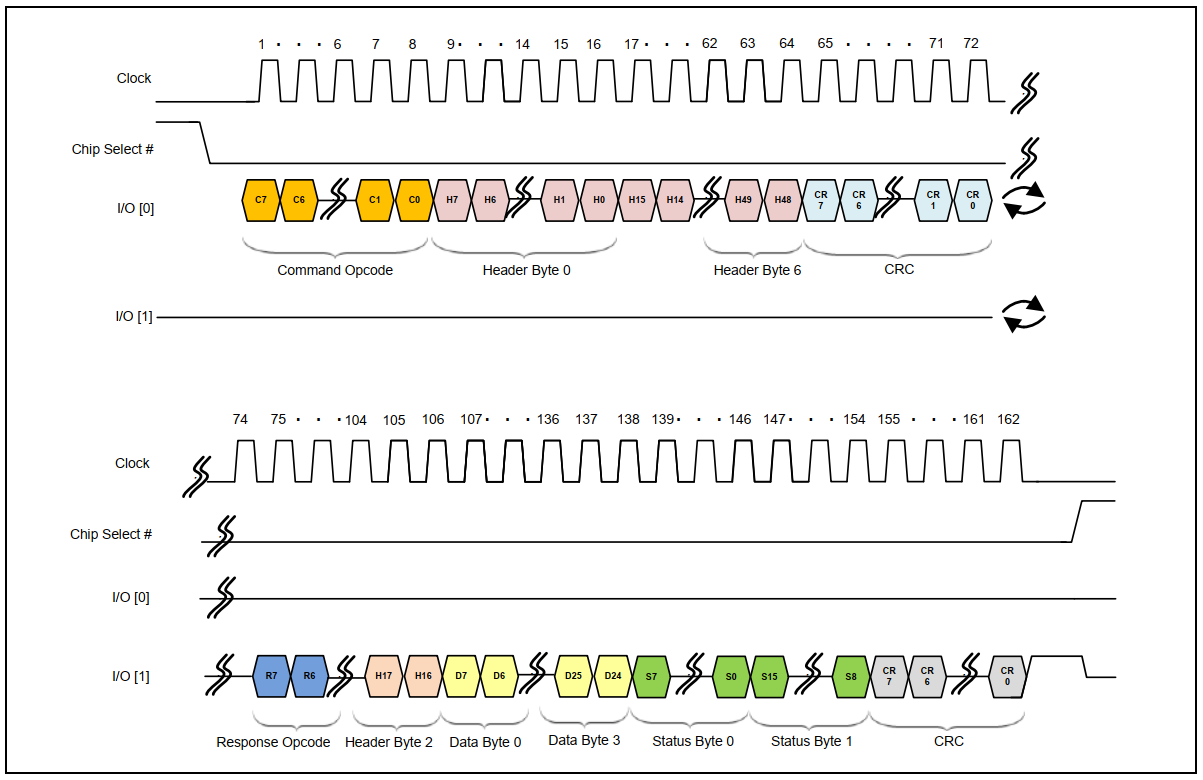 1 · · · 6 7 8 9 · · · 14 15 16 17 · · · 62 63 64 65 · · · · 71 72
Clock
Chip Select #
I/O [0]
C7 C6 C1 C0 H7 H6 H1 H0 H15 H14 H49 H48 CR 7 CR 6 CR 1 CR 0
Command Opcode Header Byte 0 Header Byte 6 CRC
I/O [1]
74 75 · · · 104 105 106 107 · · · 136 137 138 139 · · · 146 147 · · · 154 155 · · · 161 162
Clock
Chip Select #
I/O [0]
I/O [1]
R7 R6 H17 H16 D7 D6 D25 D24 S7 S0 S15 S8 CR 7 CR 6 CR 0
Response Opcode Header Byte 2 Data Byte 0 Data Byte 3 Status Byte 0 Status Byte 1 CRC